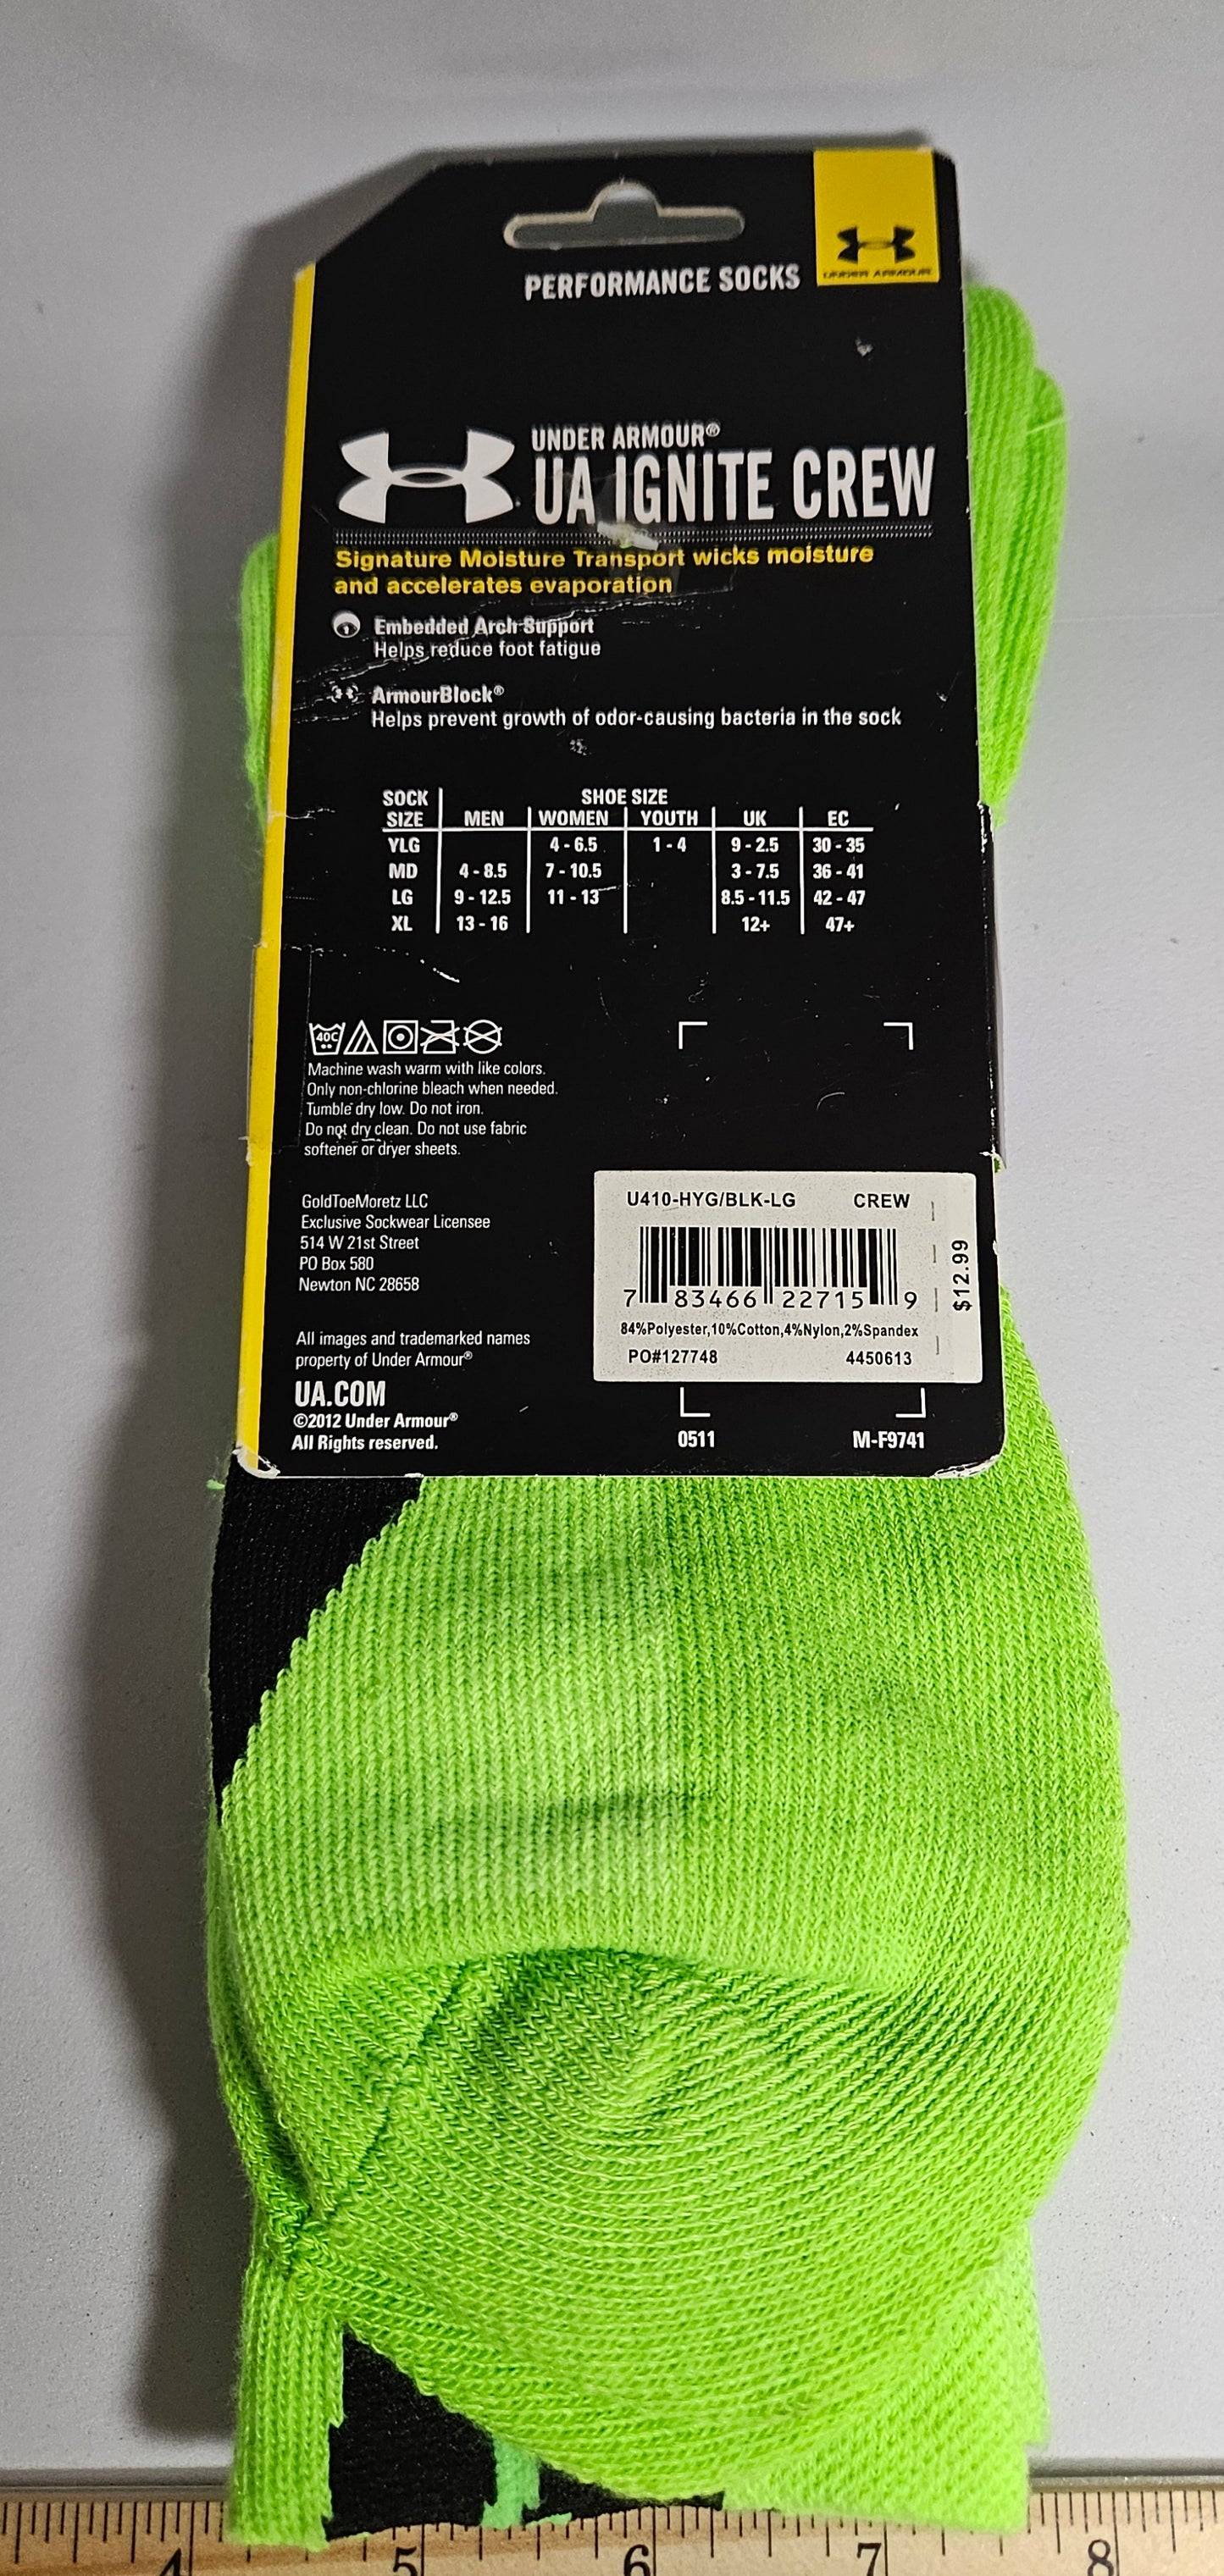 UNDER ARMOUR
PERFORMANCE SOCKS
UNDER ARMOUR®
UA IGNITE CREW
Signature Moisture Transport wicks moisture
and accelerates evaporation
Embedded Arch Support
Helps reduce foot fatigue
ArmourBlock®
Helps prevent growth of odor-causing bacteria in the sock
SOCK SHOE SIZE
SIZE MEN WOMEN YOUTH UK EC
YLG 4 - 6.5 1 - 4 9 - 2.5 30 - 35
MD 4 - 8.5 7 - 10.5 3 - 7.5 36 - 41
LG 9 - 12.5 11 - 13 8.5 - 11.5 42 - 47
XL 13 - 16 12+ 47+
40C
Machine wash warm with like colors.
Only non-chlorine bleach when needed.
Tumble dry low. Do not iron.
Do not dry clean. Do not use fabric
softener or dryer sheets.
GoldToeMoretz LLC
Exclusive Sockwear Licensee
514 W 21st Street
PO Box 580
Newton NC 28658
All images and trademarked names
property of Under Armour®
UA.COM
©2012 Under Armour®
All Rights reserved.
U410-HYG/BLK-LG CREW
7 83466 22715 9
84%Polyester,10%Cotton,4%Nylon,2%Spandex
PO#127748 4450613
$12.99
0511 M-F9741
4 5 6 7 8